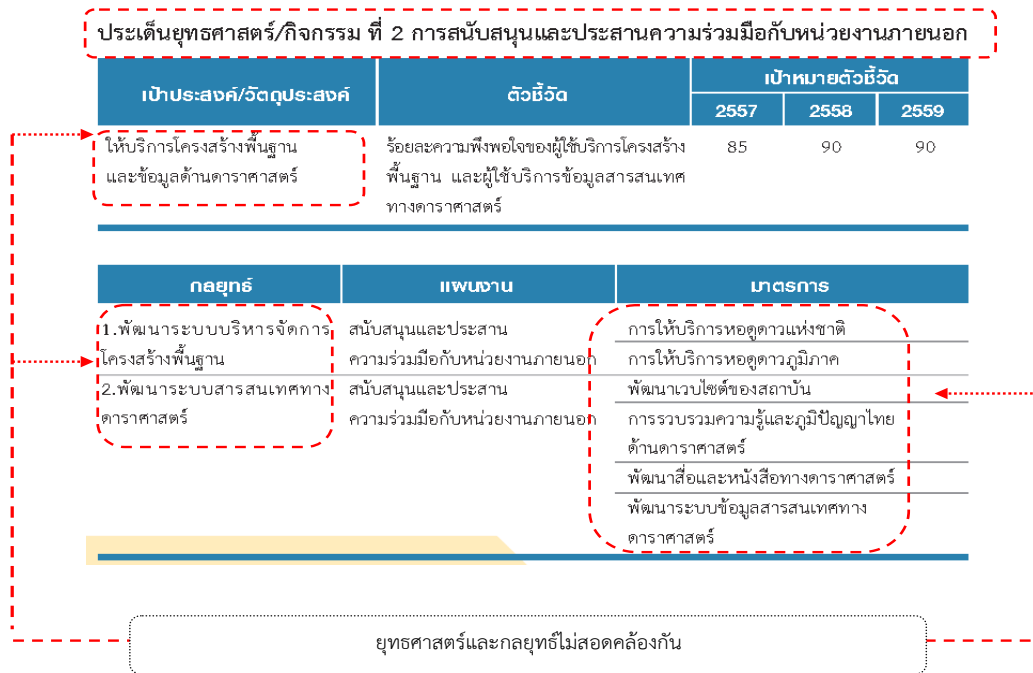 ประเด็นยุทธศาสตร์/กิจกรรม ที่ 2 การสนับสนุนและประสานความร่วมมือกับหน่วยงานภายนอก
เป้าประสงค์/วัตถุประสงค์ ตัวชี้วัด เป้าหมายตัวชี้วัด
2557 2558 2559
ให้บริการโครงสร้างพื้นฐาน ร้อยละความพึงพอใจของผู้ใช้บริการโครงสร้าง 85 90 90
และข้อมูลด้านดาราศาสตร์ พื้นฐาน และผู้ใช้บริการข้อมูลสารสนเทศ
ทางดาราศาสตร์
กลยุทธ์ แผนงาน มาตรการ
1.พัฒนาระบบบริหารจัดการ สนับสนุนและประสาน การให้บริการหอดูดาวแห่งชาติ
โครงสร้างพื้นฐาน ความร่วมมือกับหน่วยงานภายนอก การให้บริการหอดูดาวภูมิภาค
2.พัฒนาระบบสารสนเทศทาง สนับสนุนและประสาน พัฒนาเวบไซต์ของสถาบัน
ดาราศาสตร์ ความร่วมมือกับหน่วยงานภายนอก การรวบรวมความรู้และภูมิปัญญาไทย
ด้านดาราศาสตร์
พัฒนาสื่อและหนังสือทางดาราศาสตร์
พัฒนาระบบข้อมูลสารสนเทศทาง
ดาราศาสตร์
ยุทธศาสตร์และกลยุทธ์ไม่สอดคล้องกัน